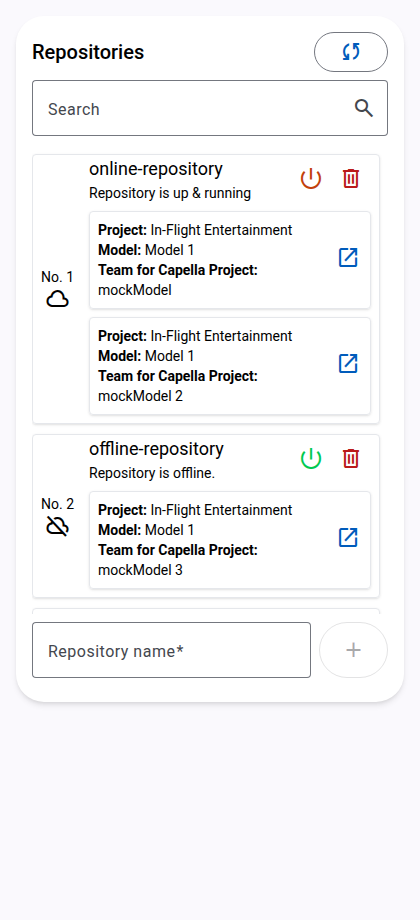 Repositories
Search
online-repository
Repository is up & running
Project: In-Flight Entertainment
Model: Model 1
Team for Capella Project:
mockModel
No. 1
Project: In-Flight Entertainment
Model: Model 1
Team for Capella Project:
mockModel 2
offline-repository
Repository is offline.
No. 2
Project: In-Flight Entertainment
Model: Model 1
Team for Capella Project:
mockModel 3
Repository name*